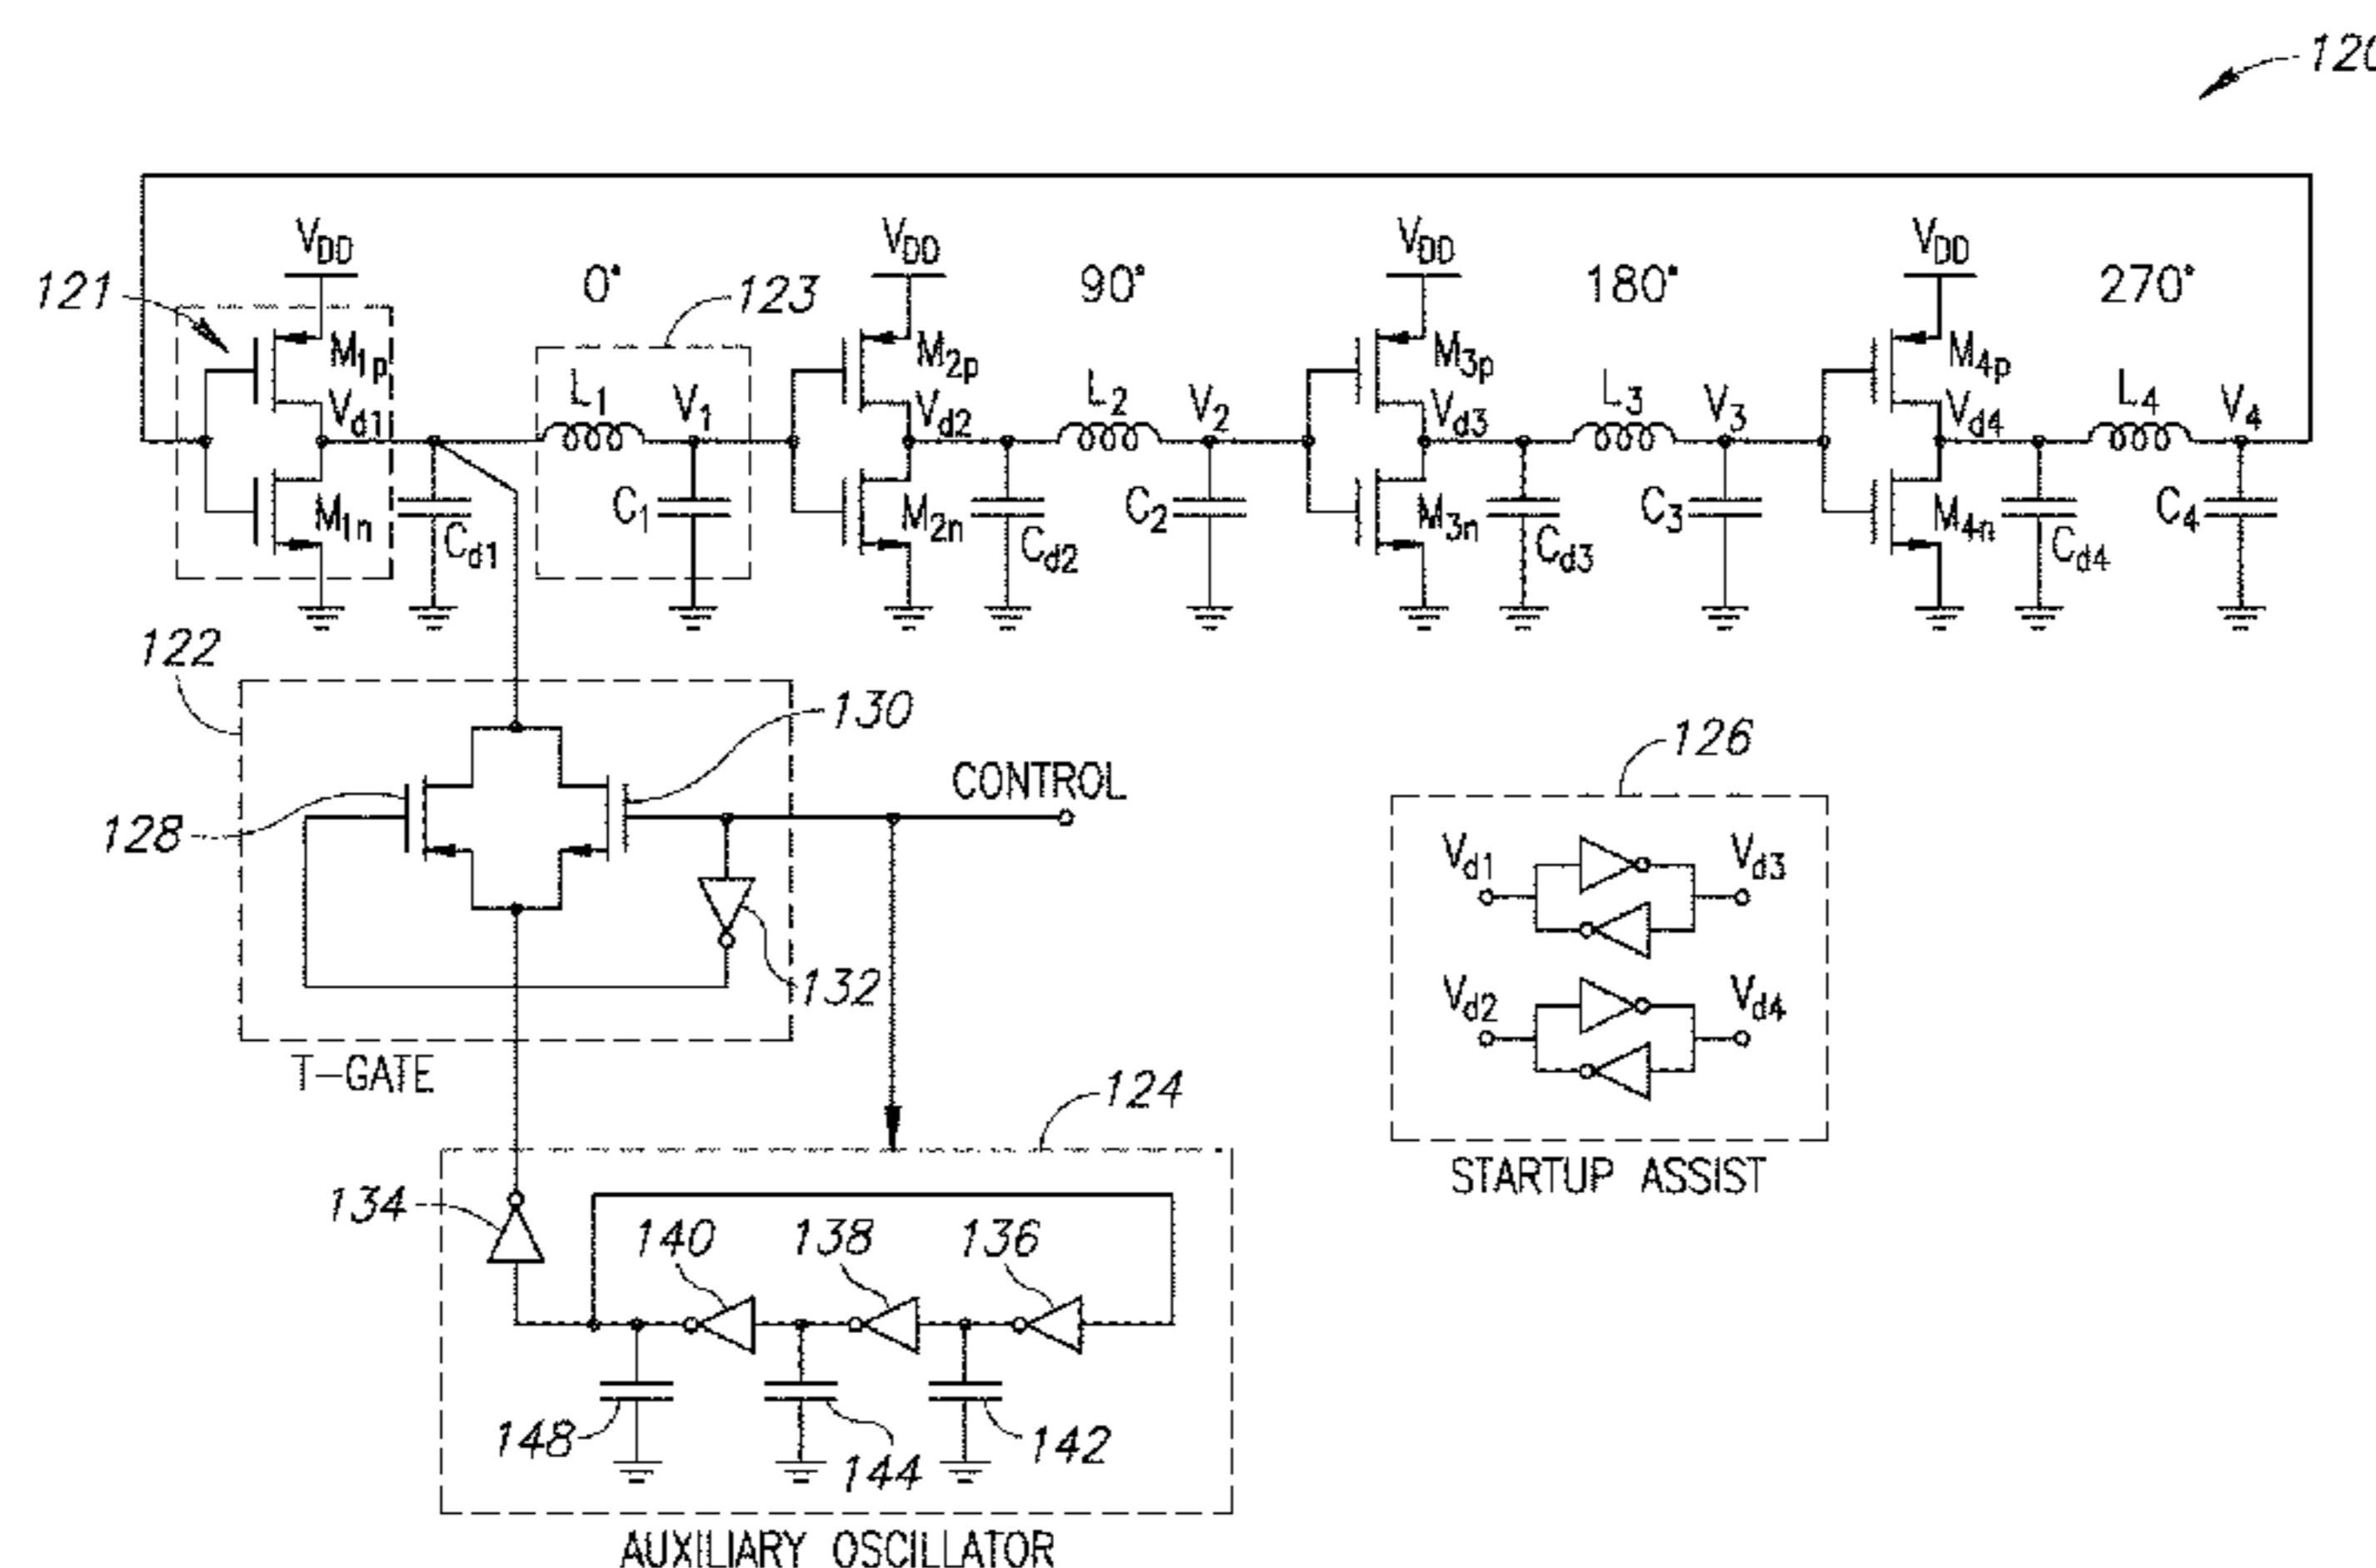 120
V_DD V_DD V_DD V_DD
121 0° 123 90° 180° 270°
M_1p M_2p M_3p M_4p
V_d1 L_1 V_1 V_d2 L_2 V_2 V_d3 L_3 V_3 V_d4 L_4 V_4
M_1n C_d1 C_1 M_2n C_d2 C_2 M_3n C_d3 C_3 M_4n C_d4 C_4
122
130
128
CONTROL
132
T-GATE
126
V_d1 V_d3
V_d2 V_d4
STARTUP ASSIST
124
134
140 138 136
148 144 142
AUXILIARY OSCILLATOR